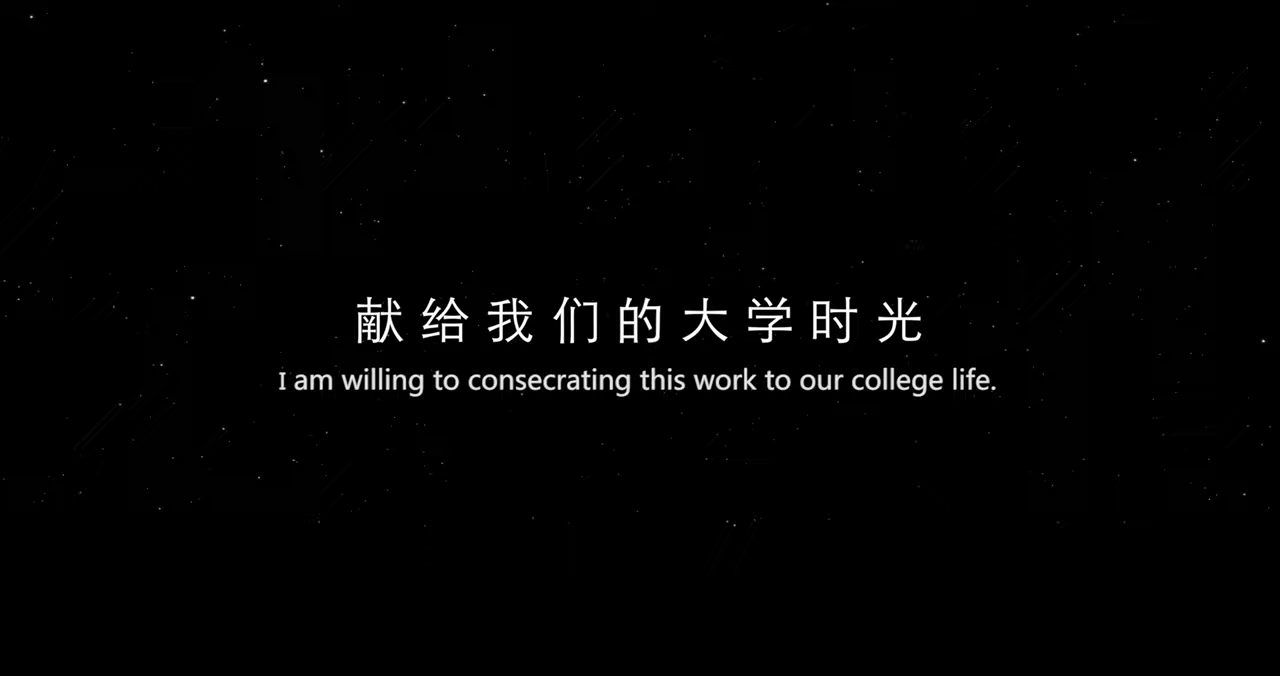 献给我们的大学时光
I am willing to consecrating this work to our college life.